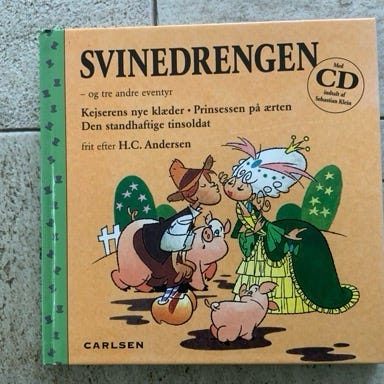 SVINEDRENGEN
– og tre andre eventyr
Kejserens nye klæder • Prinsessen på ærten
Den standhaftige tinsoldat
frit efter H.C. Andersen
Med
CD
indtalt af
Sebastian Klein
CARLSEN